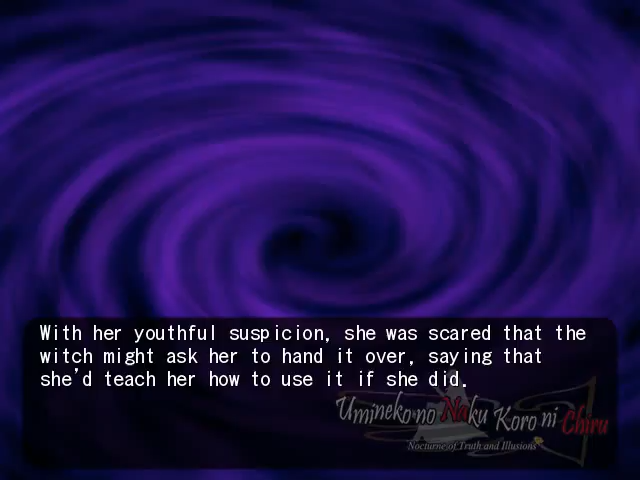 With her youthful suspicion, she was scared that the
witch might ask her to hand it over, saying that
she'd teach her how to use it if she did.
Umineko no Naku Koro ni Chiru
Nocturne of Truth and Illusions